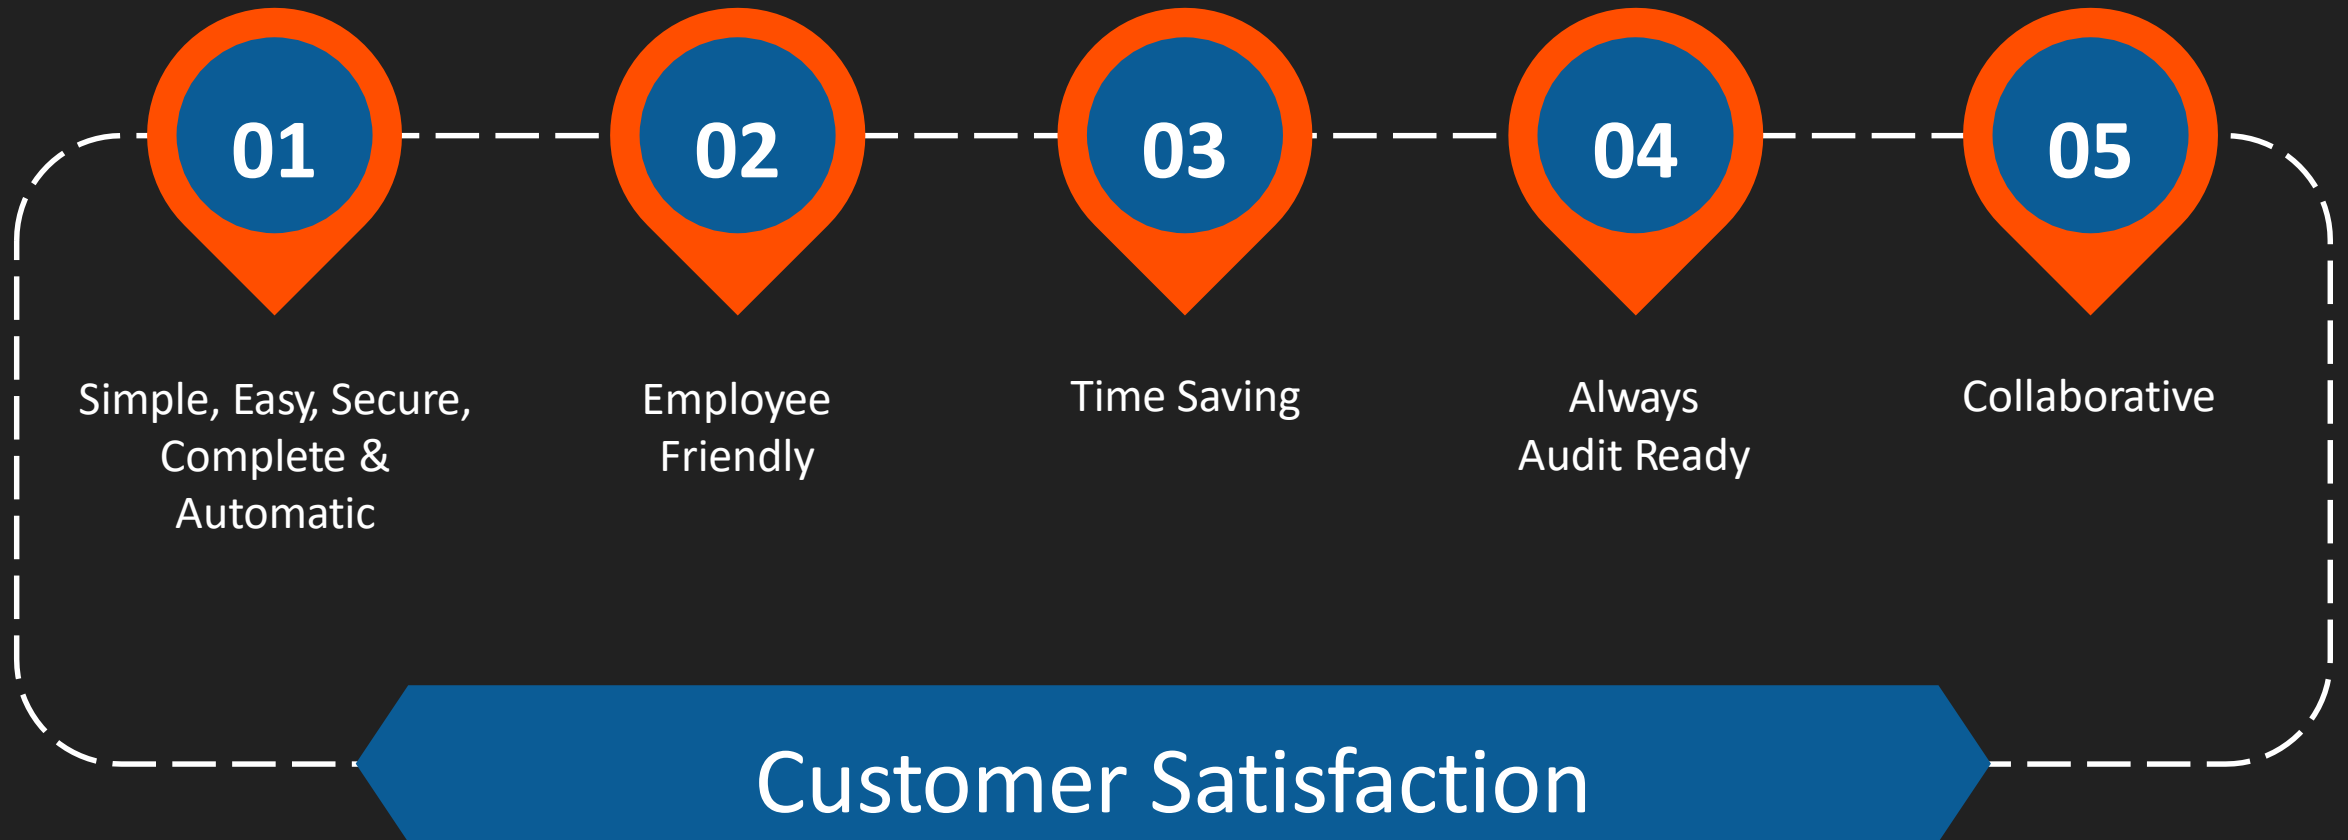 01
Simple, Easy, Secure,
Complete &
Automatic
02
Employee
Friendly
03
Time Saving
04
Always
Audit Ready
05
Collaborative
Customer Satisfaction